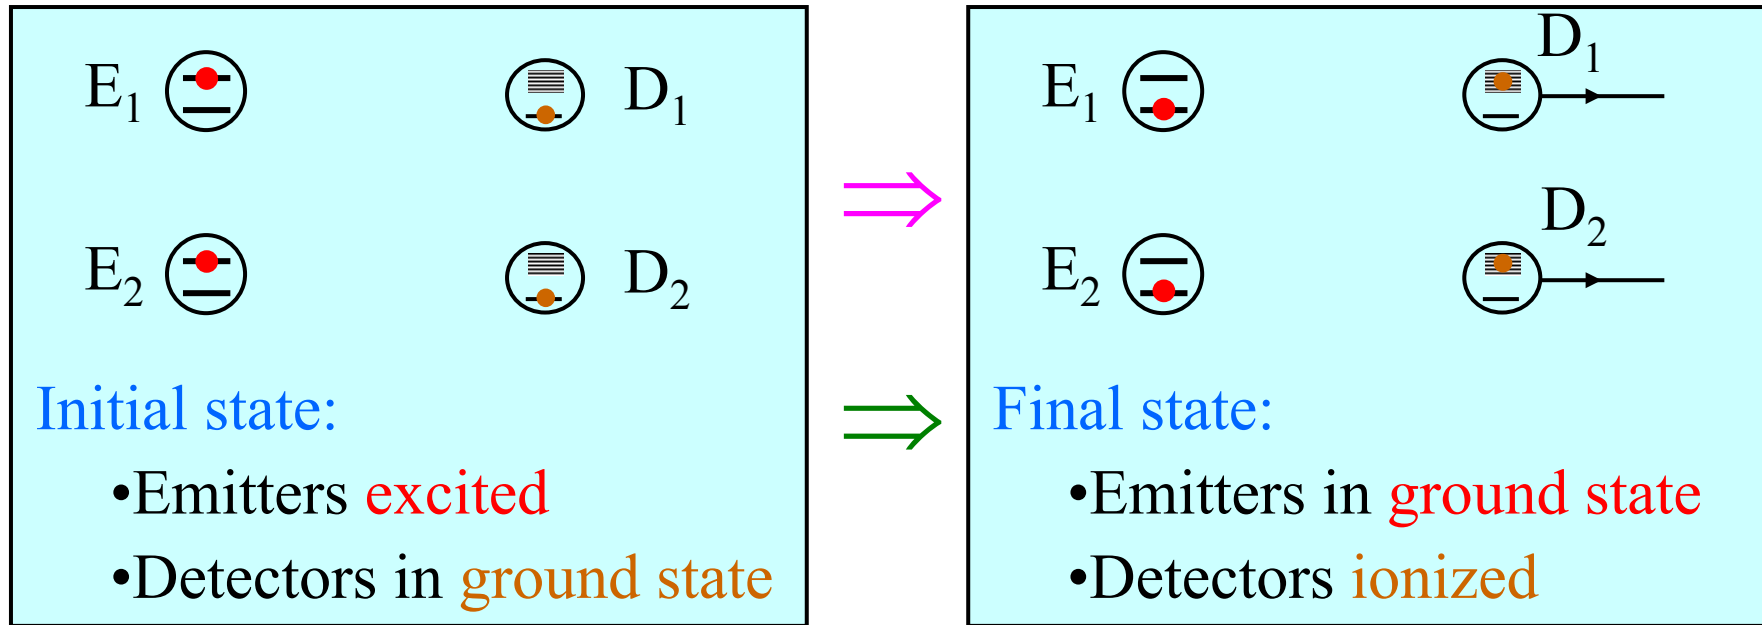 E₁ D₁
E₂ D₂
⇒
⇒
Initial state:
•Emitters excited
•Detectors in ground state
E₁ D₁
E₂ D₂
Final state:
•Emitters in ground state
•Detectors ionized